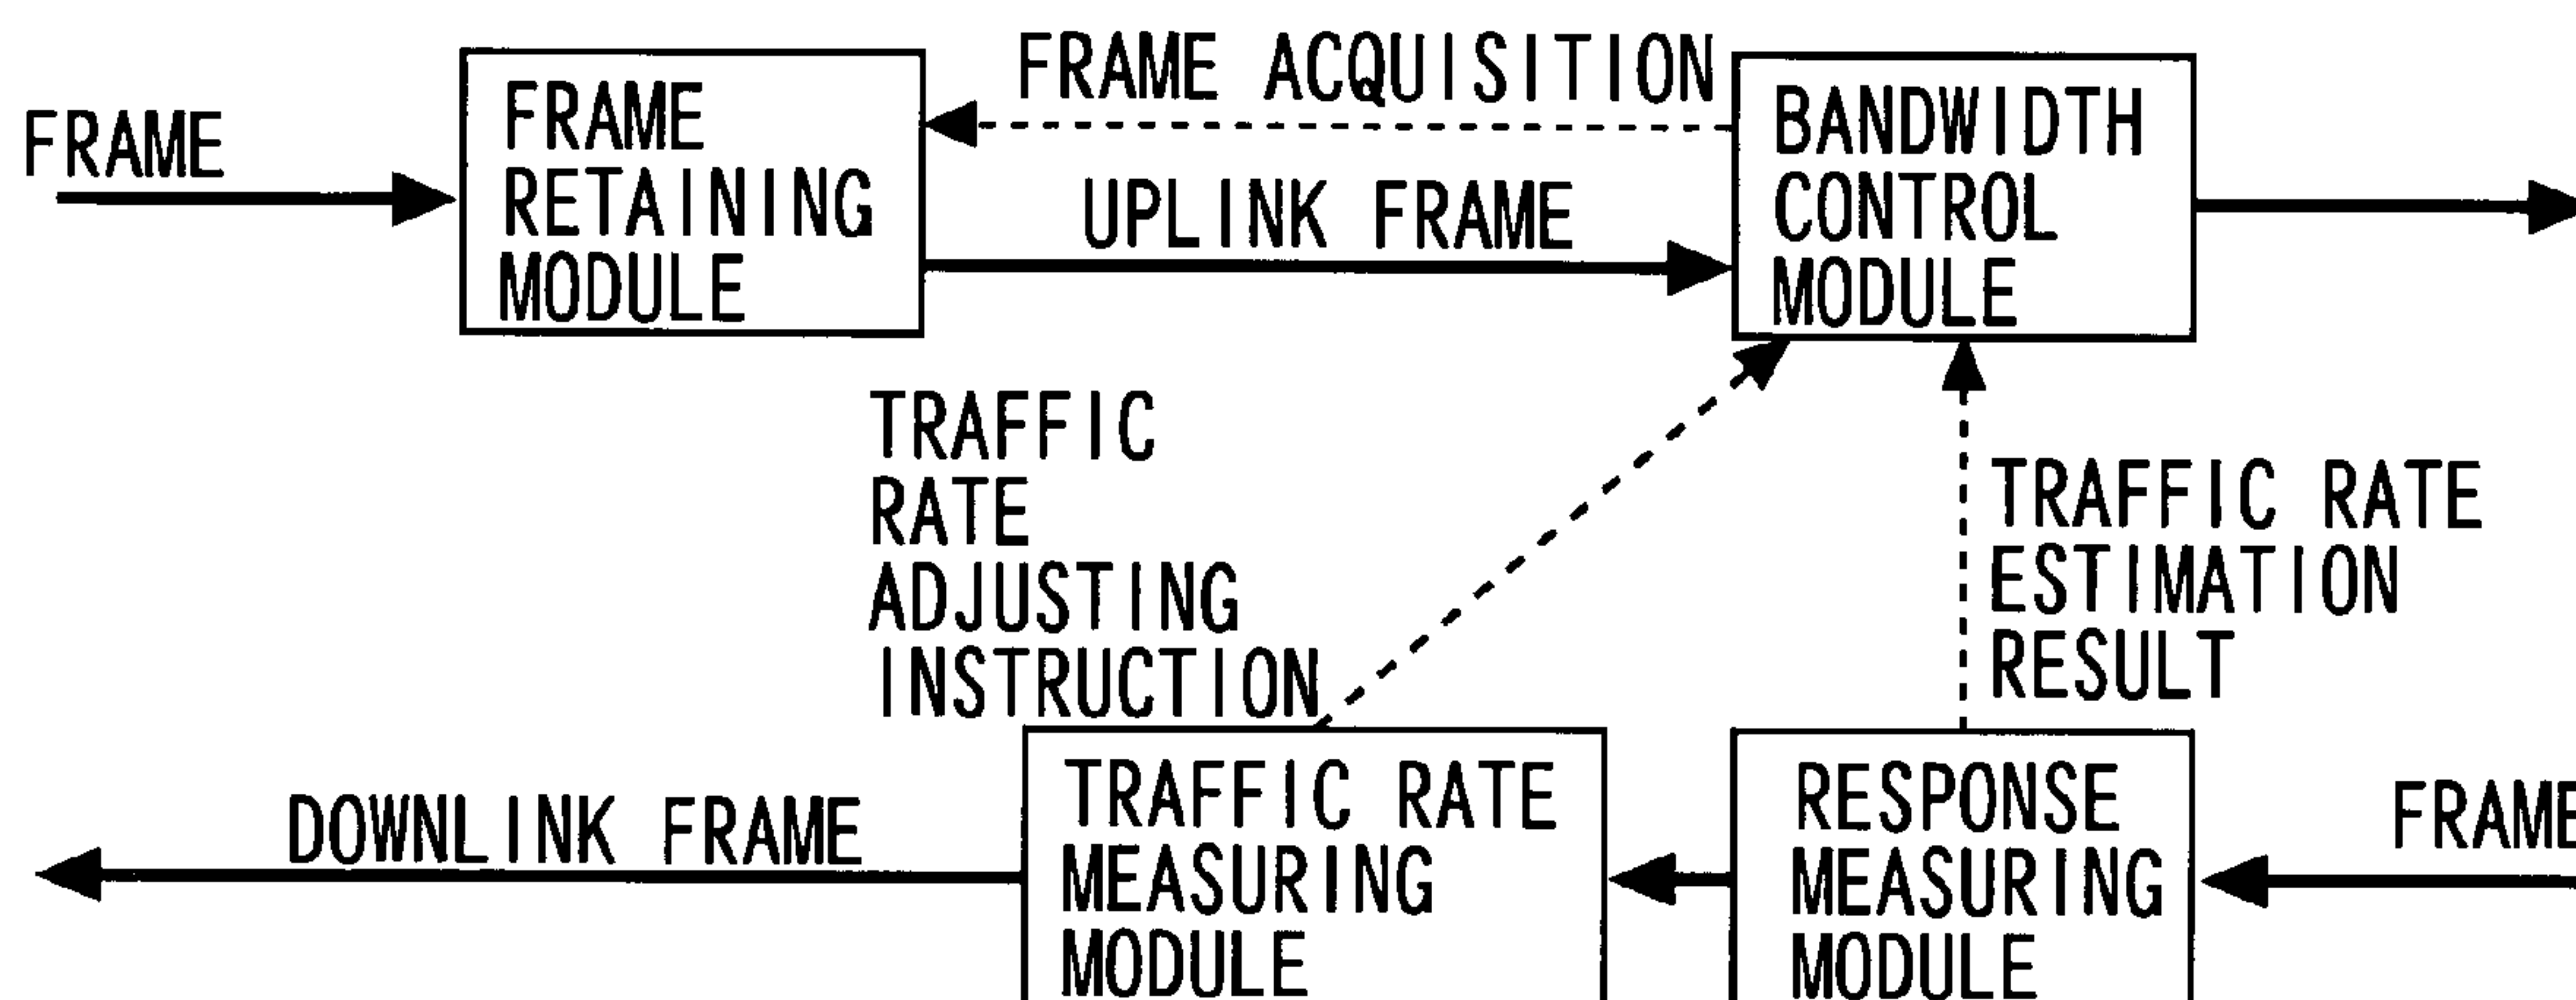 FRAME
FRAME
RETAINING
MODULE
FRAME ACQUISITION
UPLINK FRAME
BANDWIDTH
CONTROL
MODULE
TRAFFIC
RATE
ADJUSTING
INSTRUCTION
TRAFFIC RATE
ESTIMATION
RESULT
DOWNLINK FRAME
TRAFFIC RATE
MEASURING
MODULE
RESPONSE
MEASURING
MODULE
FRAME